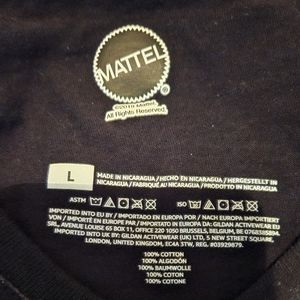 MATTEL
®
©2019 Mattel.
All Rights Reserved.
L
MADE IN NICARAGUA / HECHO EN NICARAGUA / HERGESTELLT IN
NICARAGUA / FABRIQUÉ AU NICARAGUA / PRODOTTO IN NICARAGUA
ASTM
ISO
IMPORTED INTO EU BY / IMPORTADO EN EUROPA POR / NACH EUROPA IMPORTIERT
VON / IMPORTÉ EN EUROPE PAR / IMPORTATO IN EUROPA DA: GILDAN ACTIVEWEAR EU
SRL, AVENUE LOUISE 65 BOX 11, OFFICE 220 1050 BRUSSELS, BELGIUM, BE 0768385894.
IMPORTED INTO UK BY: GILDAN ACTIVEWEAR (UK) LTD, 5 NEW STREET SQUARE,
LONDON, UNITED KINGDOM, EC4A 3TW, REG. #03929879.
100% COTTON
100% ALGODÓN
100% BAUMWOLLE
100% COTON
100% COTONE